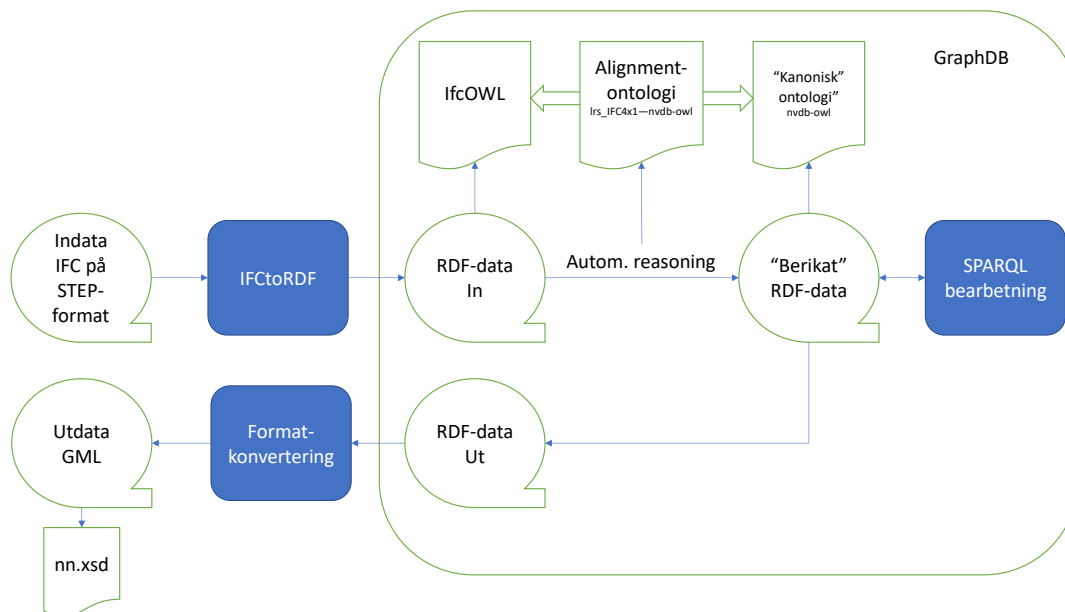 GraphDB
IfcOWL
Alignment-
ontologi
lrs_IFC4x1—nvdb-owl
“Kanonisk”
ontologi”
nvdb-owl
Indata
IFC på
STEP-
format
IFCtoRDF
RDF-data
In
Autom. reasoning
“Berikat”
RDF-data
SPARQL
bearbetning
Utdata
GML
Format-
konvertering
RDF-data
Ut
nn.xsd